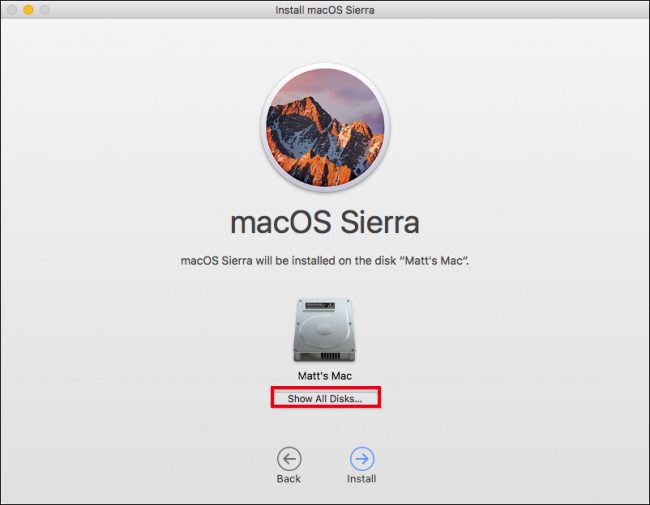 Install macOS Sierra
macOS Sierra
macOS Sierra will be installed on the disk “Matt's Mac”.
Matt's Mac
Show All Disks...
Back
Install